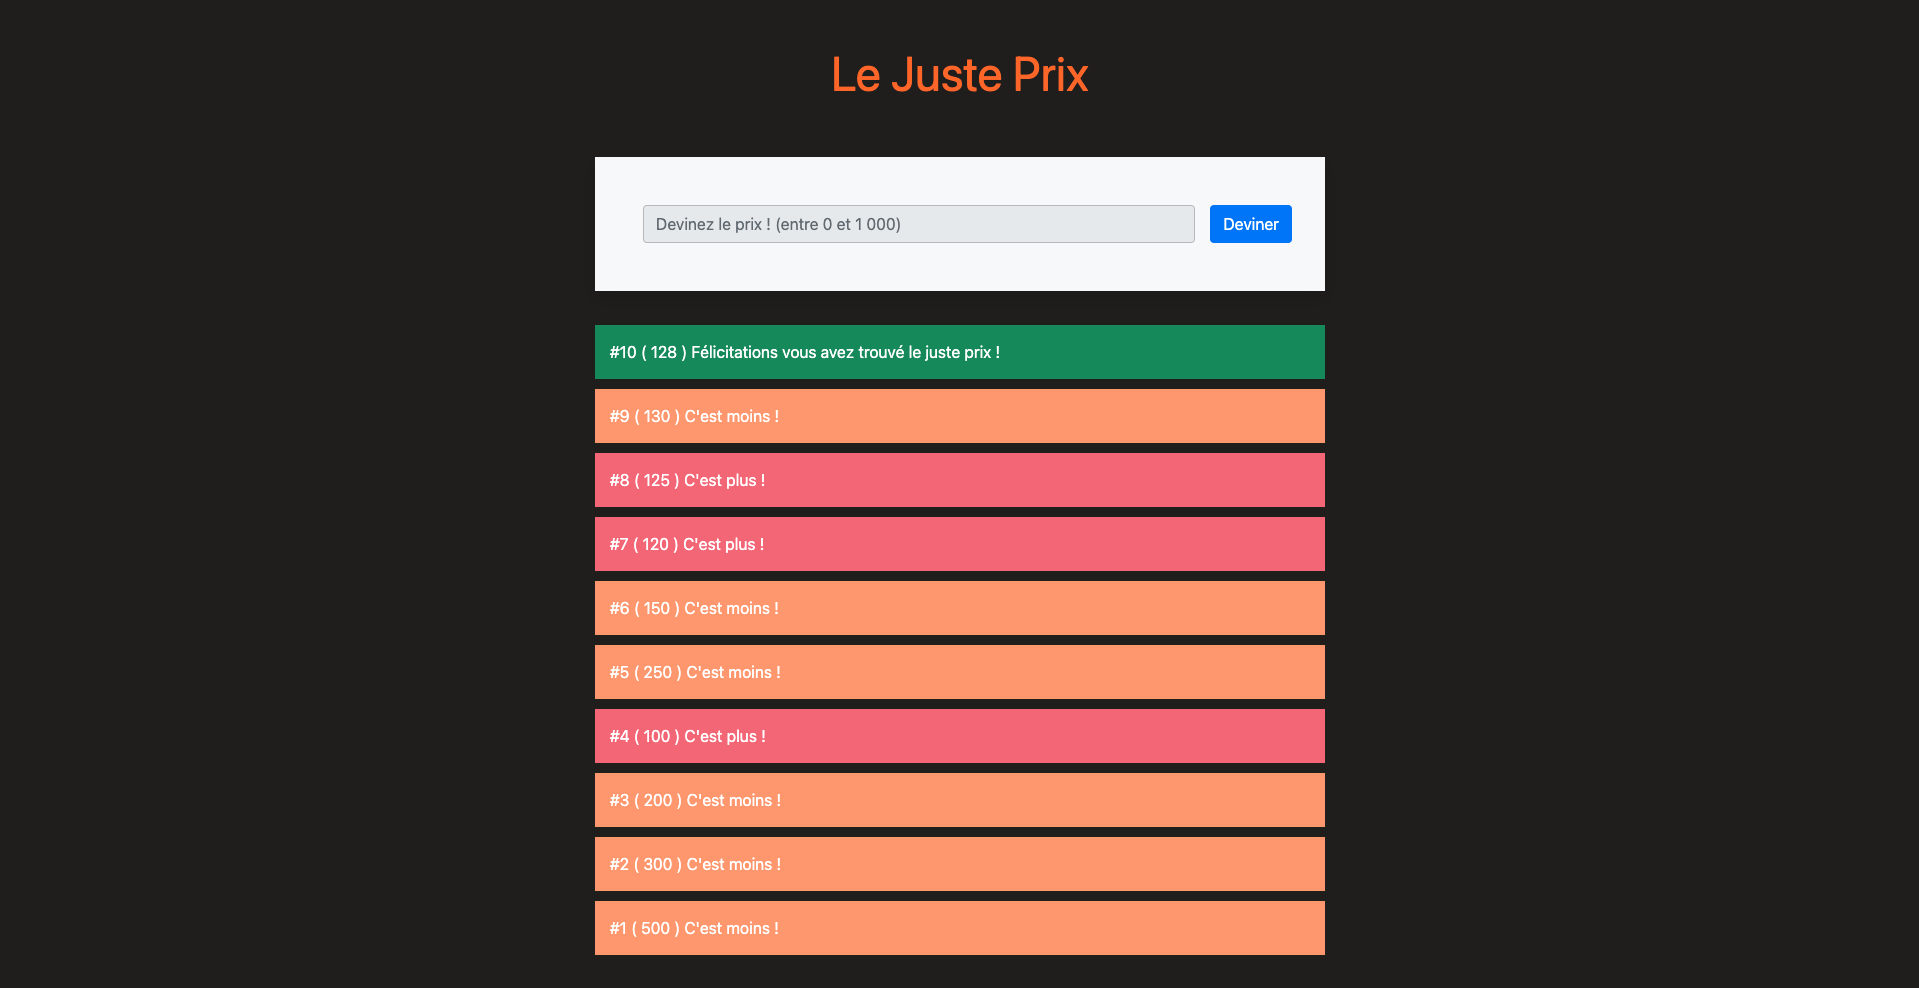 Le Juste Prix
Devinez le prix ! (entre 0 et 1 000)
Deviner
#10 ( 128 ) Félicitations vous avez trouvé le juste prix !
#9 ( 130 ) C'est moins !
#8 ( 125 ) C'est plus !
#7 ( 120 ) C'est plus !
#6 ( 150 ) C'est moins !
#5 ( 250 ) C'est moins !
#4 ( 100 ) C'est plus !
#3 ( 200 ) C'est moins !
#2 ( 300 ) C'est moins !
#1 ( 500 ) C'est moins !